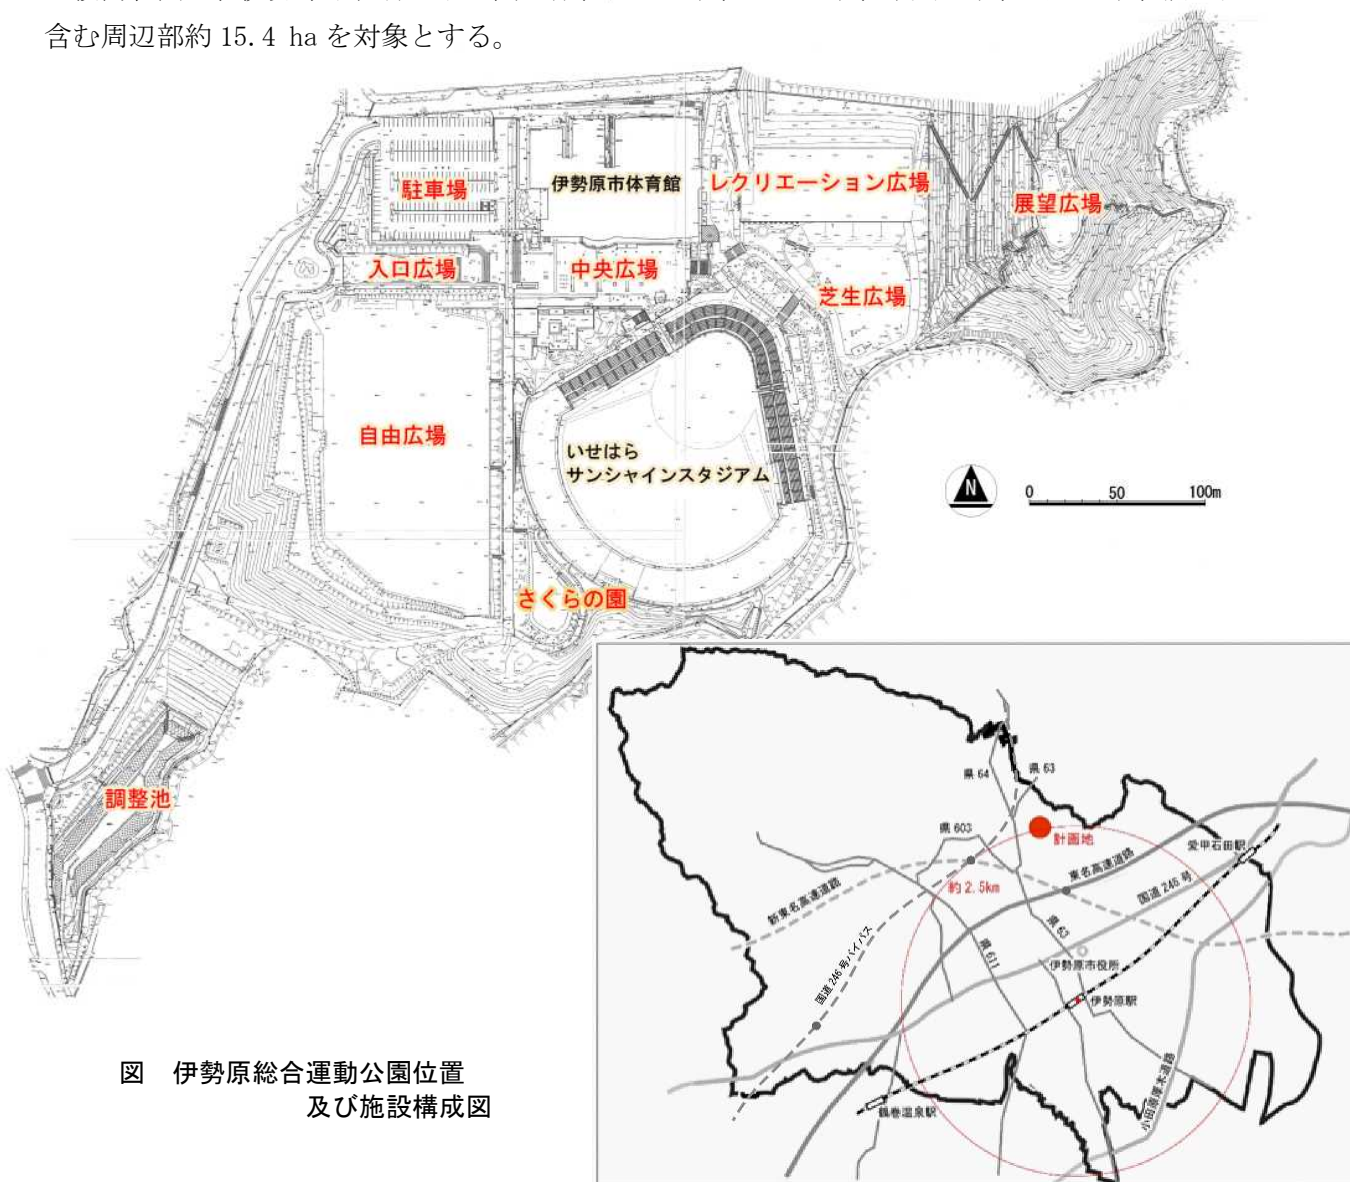 含む周辺部約 15.4 ha を対象とする。
駐車場
伊勢原市体育館
レクリエーション広場
展望広場
入口広場
中央広場
芝生広場
自由広場
いせはら
サンシャインスタジアム
N
0 50 100m
さくらの園
調整池
県 64
県 63
県 603
計画地
愛甲石田駅
東名高速道路
約 2.5km
国道 246 号
新東名高速道路
県 63
県 611
国道 246 号バイパス
伊勢原市役所
伊勢原駅
小田原厚木道路
鶴巻温泉駅
図 伊勢原総合運動公園位置
及び施設構成図